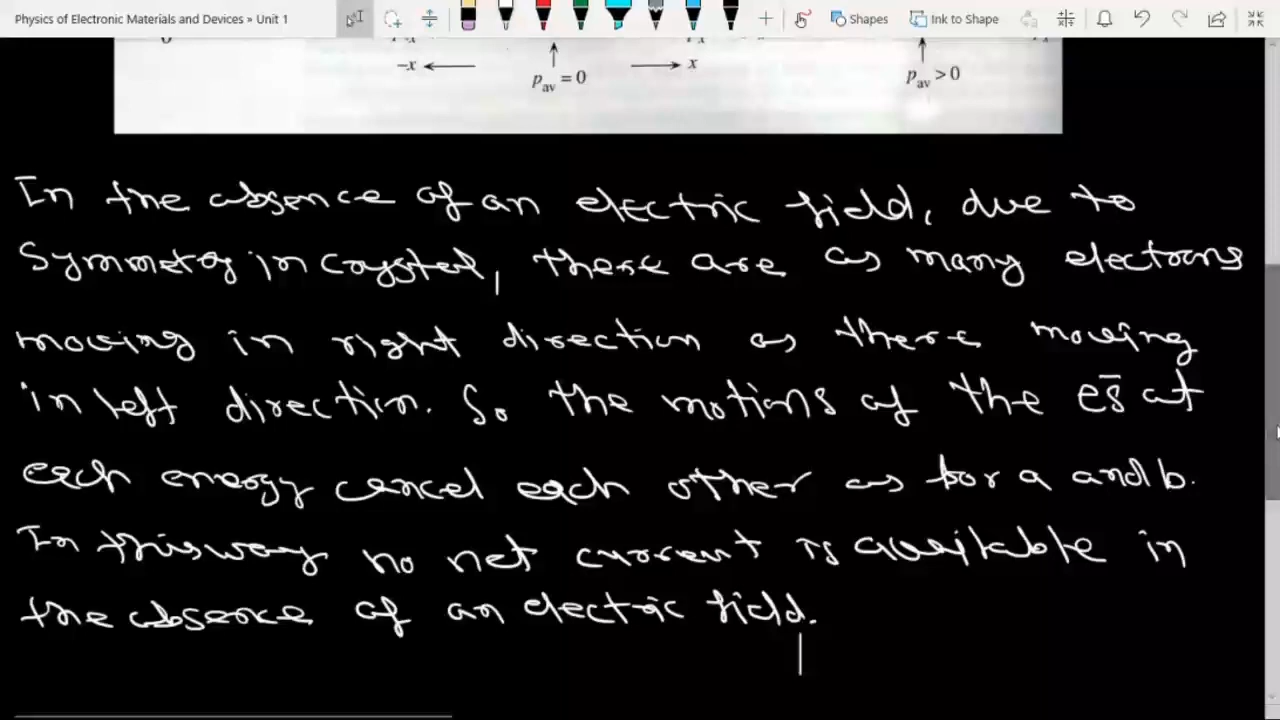 Physics of Electronic Materials and Devices » Unit 1
Shapes
Ink to Shape
-x
x
Pav = 0
Pav > 0
In the absence of an electric field, due to
Symmetry in crystal, there are as many electrons
moving in right direction as there moving
in left direction. So the motions of the es̄ at
each energy cancel each other as for a and b.
In this way no net current is available in
the absence of an electric field.